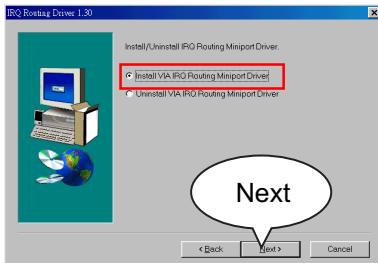 IRQ Routing Driver 1.30
Install/Uninstall IRQ Routing Miniport Driver.
Install VIA IRQ Routing Miniport Driver
Uninstall VIA IRQ Routing Miniport Driver
Next
< Back
Next >
Cancel